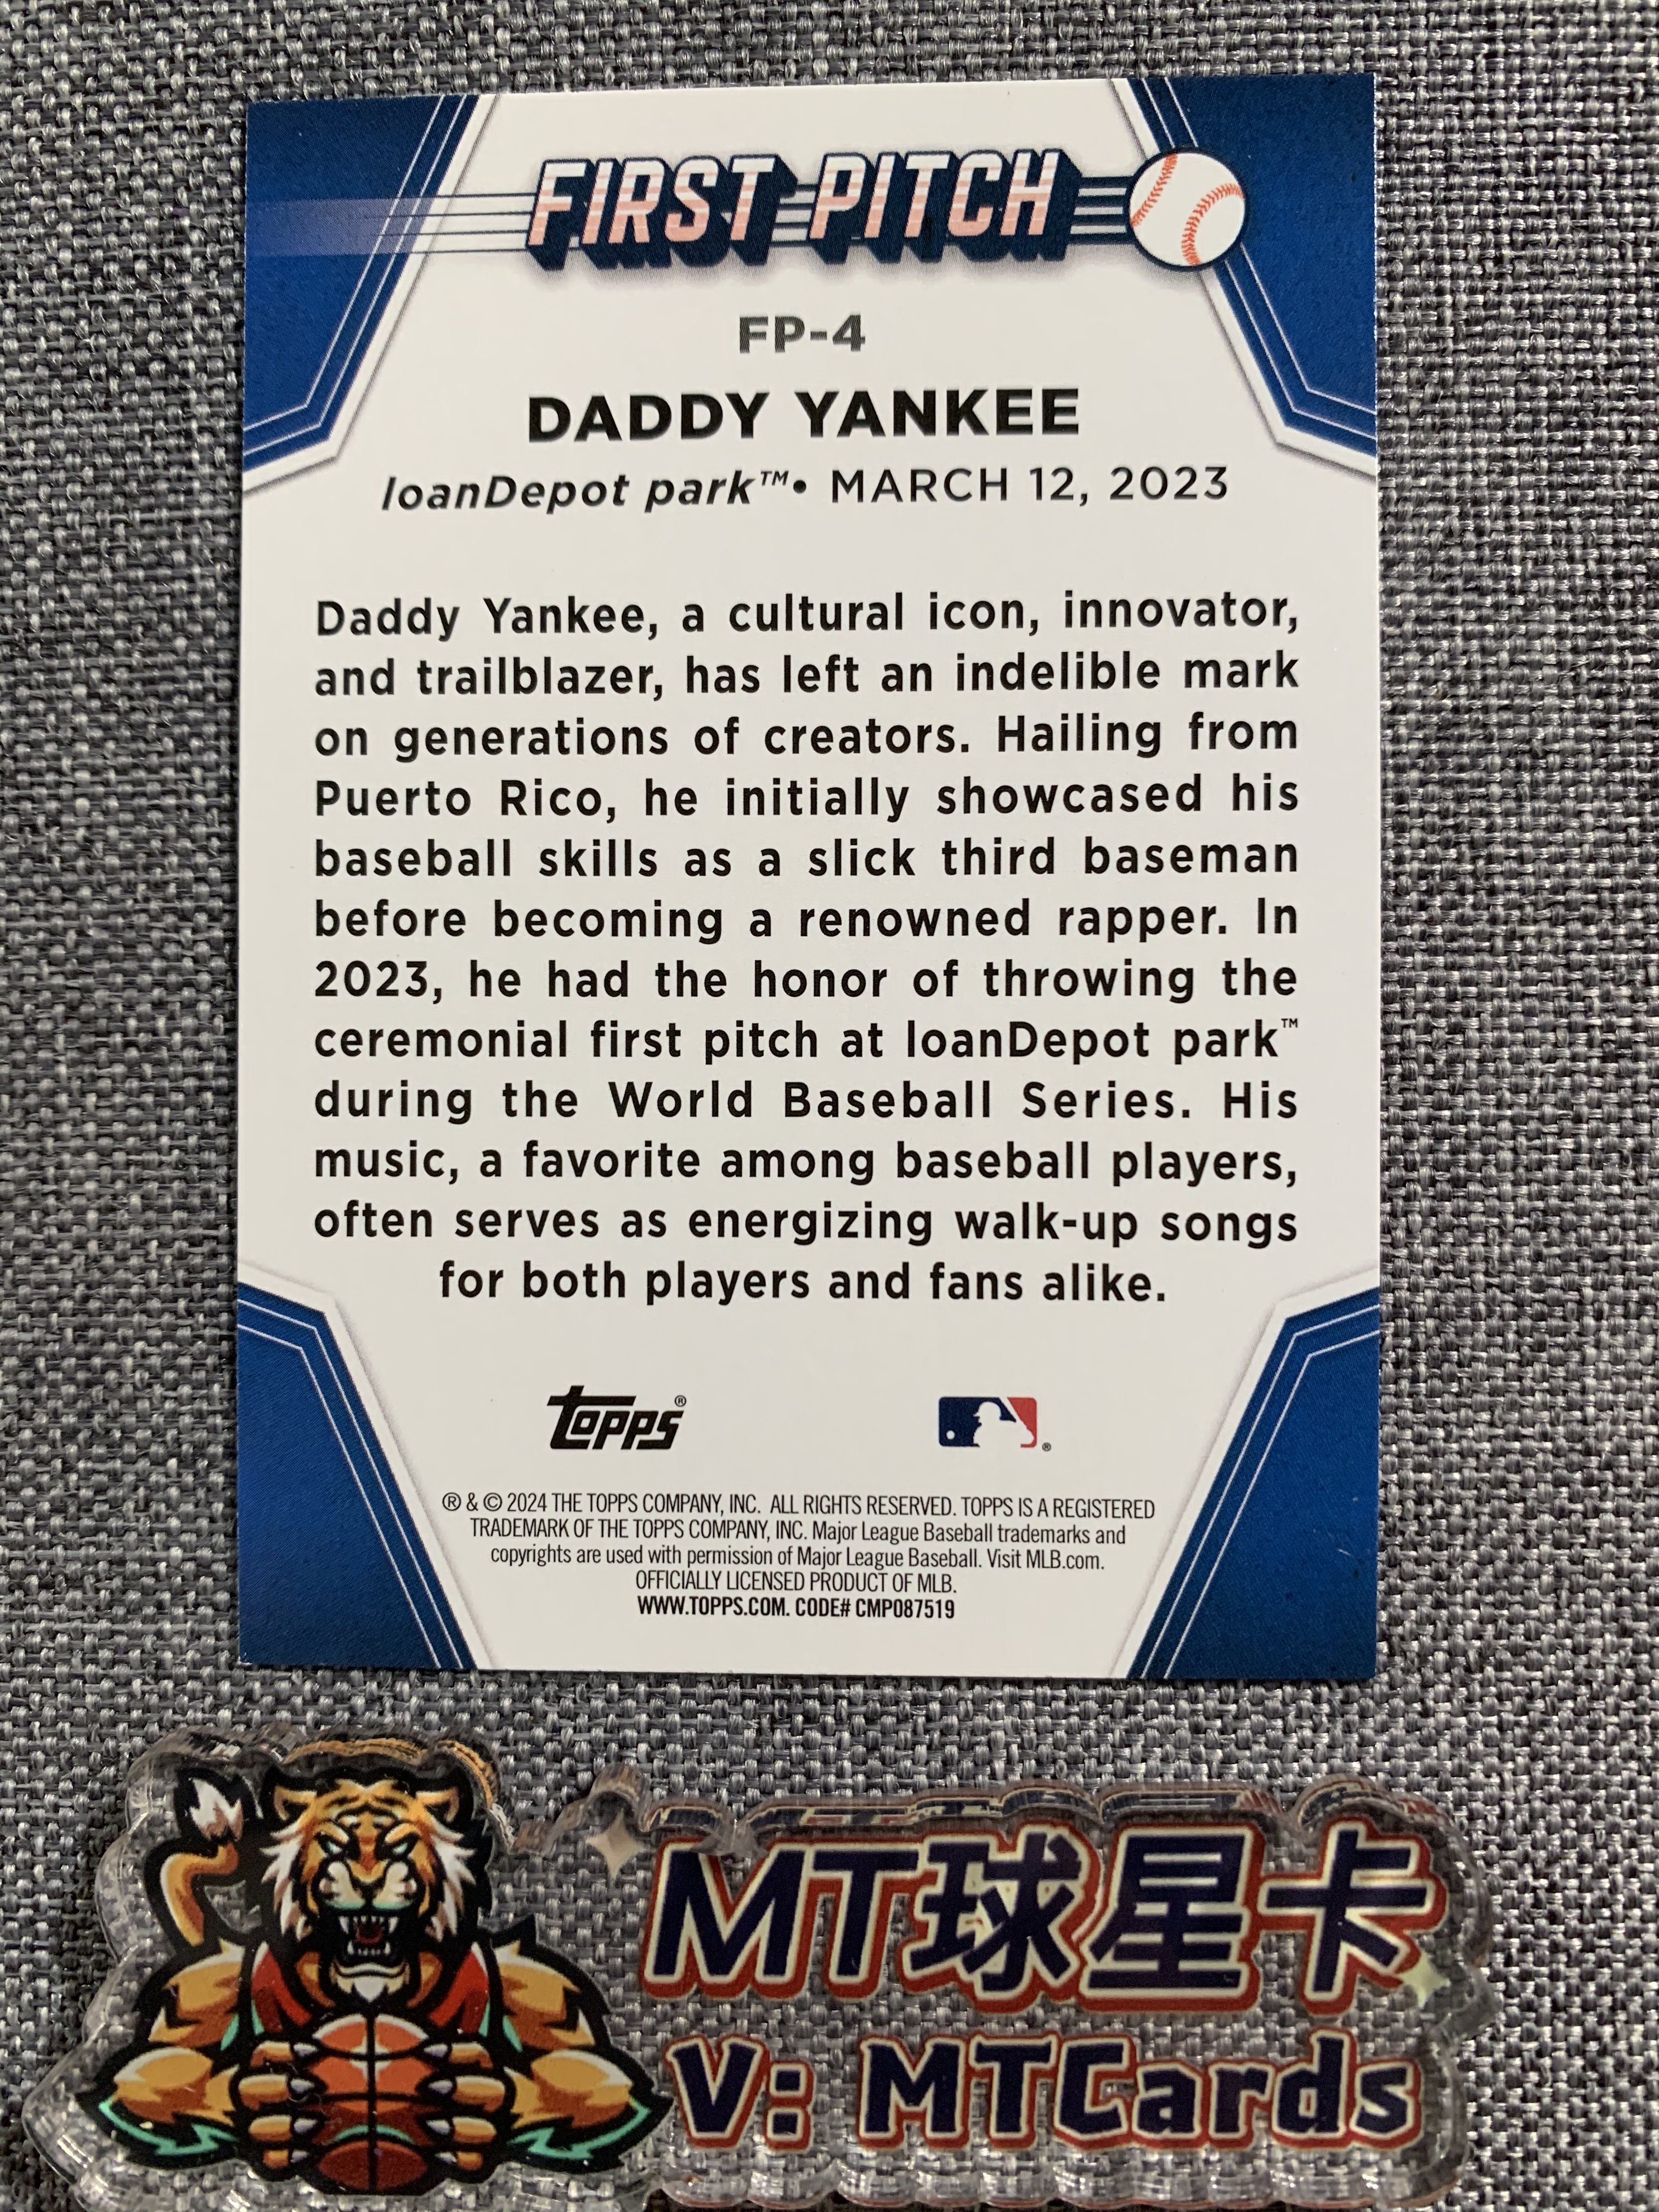 FIRST PITCH
FP-4
DADDY YANKEE
loanDepot park™• MARCH 12, 2023
Daddy Yankee, a cultural icon, innovator,
and trailblazer, has left an indelible mark
on generations of creators. Hailing from
Puerto Rico, he initially showcased his
baseball skills as a slick third baseman
before becoming a renowned rapper. In
2023, he had the honor of throwing the
ceremonial first pitch at loanDepot park™
during the World Baseball Series. His
music, a favorite among baseball players,
often serves as energizing walk-up songs
for both players and fans alike.
topps®
®
® & © 2024 THE TOPPS COMPANY, INC. ALL RIGHTS RESERVED. TOPPS IS A REGISTERED
TRADEMARK OF THE TOPPS COMPANY, INC. Major League Baseball trademarks and
copyrights are used with permission of Major League Baseball. Visit MLB.com.
OFFICIALLY LICENSED PRODUCT OF MLB.
WWW.TOPPS.COM. CODE# CMP087519
MT球星卡
V: MTCards